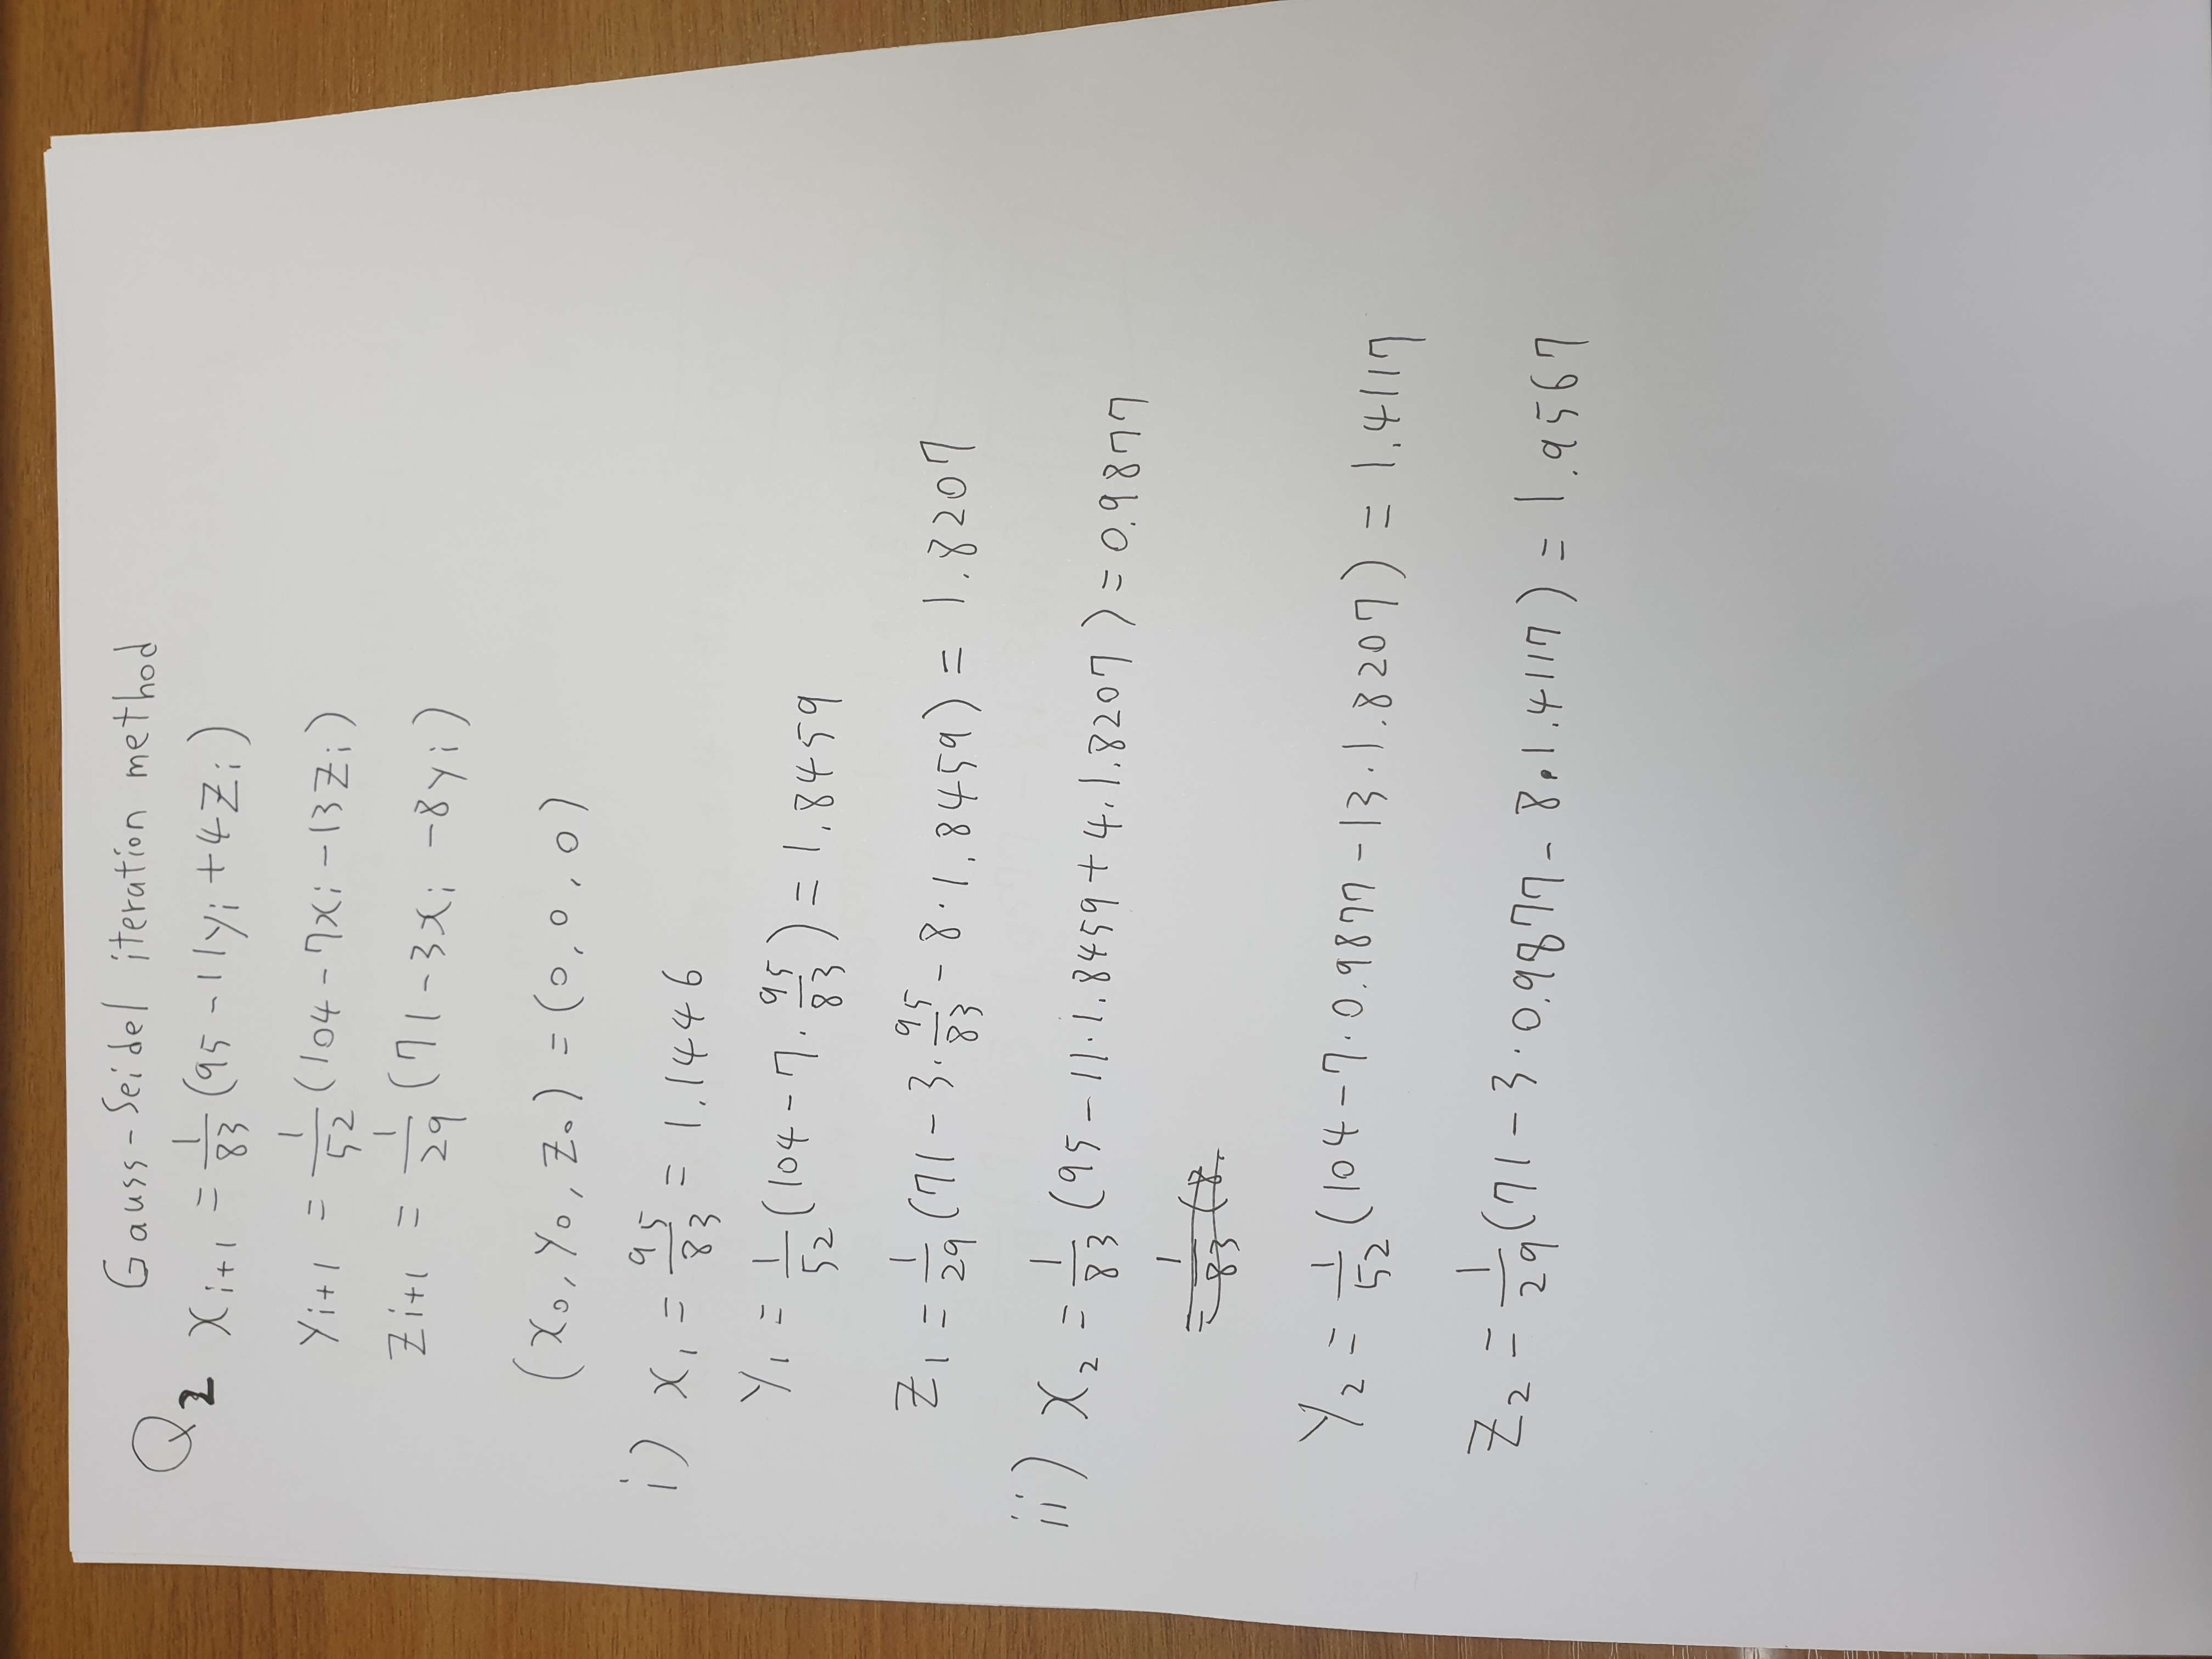 Gauss-Seidel iteration method
Q2 x_{i+1} = \frac{1}{83} (95 - 11y_i + 4z_i)
y_{i+1} = \frac{1}{52} (104 - 7x_i - 13z_i)
z_{i+1} = \frac{1}{29} (71 - 3x_i - 8y_i)
(x_0, y_0, z_0) = (0, 0, 0)
i) x_1 = \frac{95}{83} = 1.1446
y_1 = \frac{1}{52} (104 - 7 \cdot \frac{95}{83}) = 1.8459
z_1 = \frac{1}{29} (71 - 3 \cdot \frac{95}{83} - 8 \cdot 1.8459) = 1.8207
ii) x_2 = \frac{1}{83} (95 - 11 \cdot 1.8459 + 4 \cdot 1.8207) = 0.9877
= \frac{1}{83} (8.
y_2 = \frac{1}{52} (104 - 7 \cdot 0.9877 - 13 \cdot 1.8207) = 1.4117
z_2 = \frac{1}{29} (71 - 3 \cdot 0.9877 - 8 \cdot 1.4117) = 1.9567